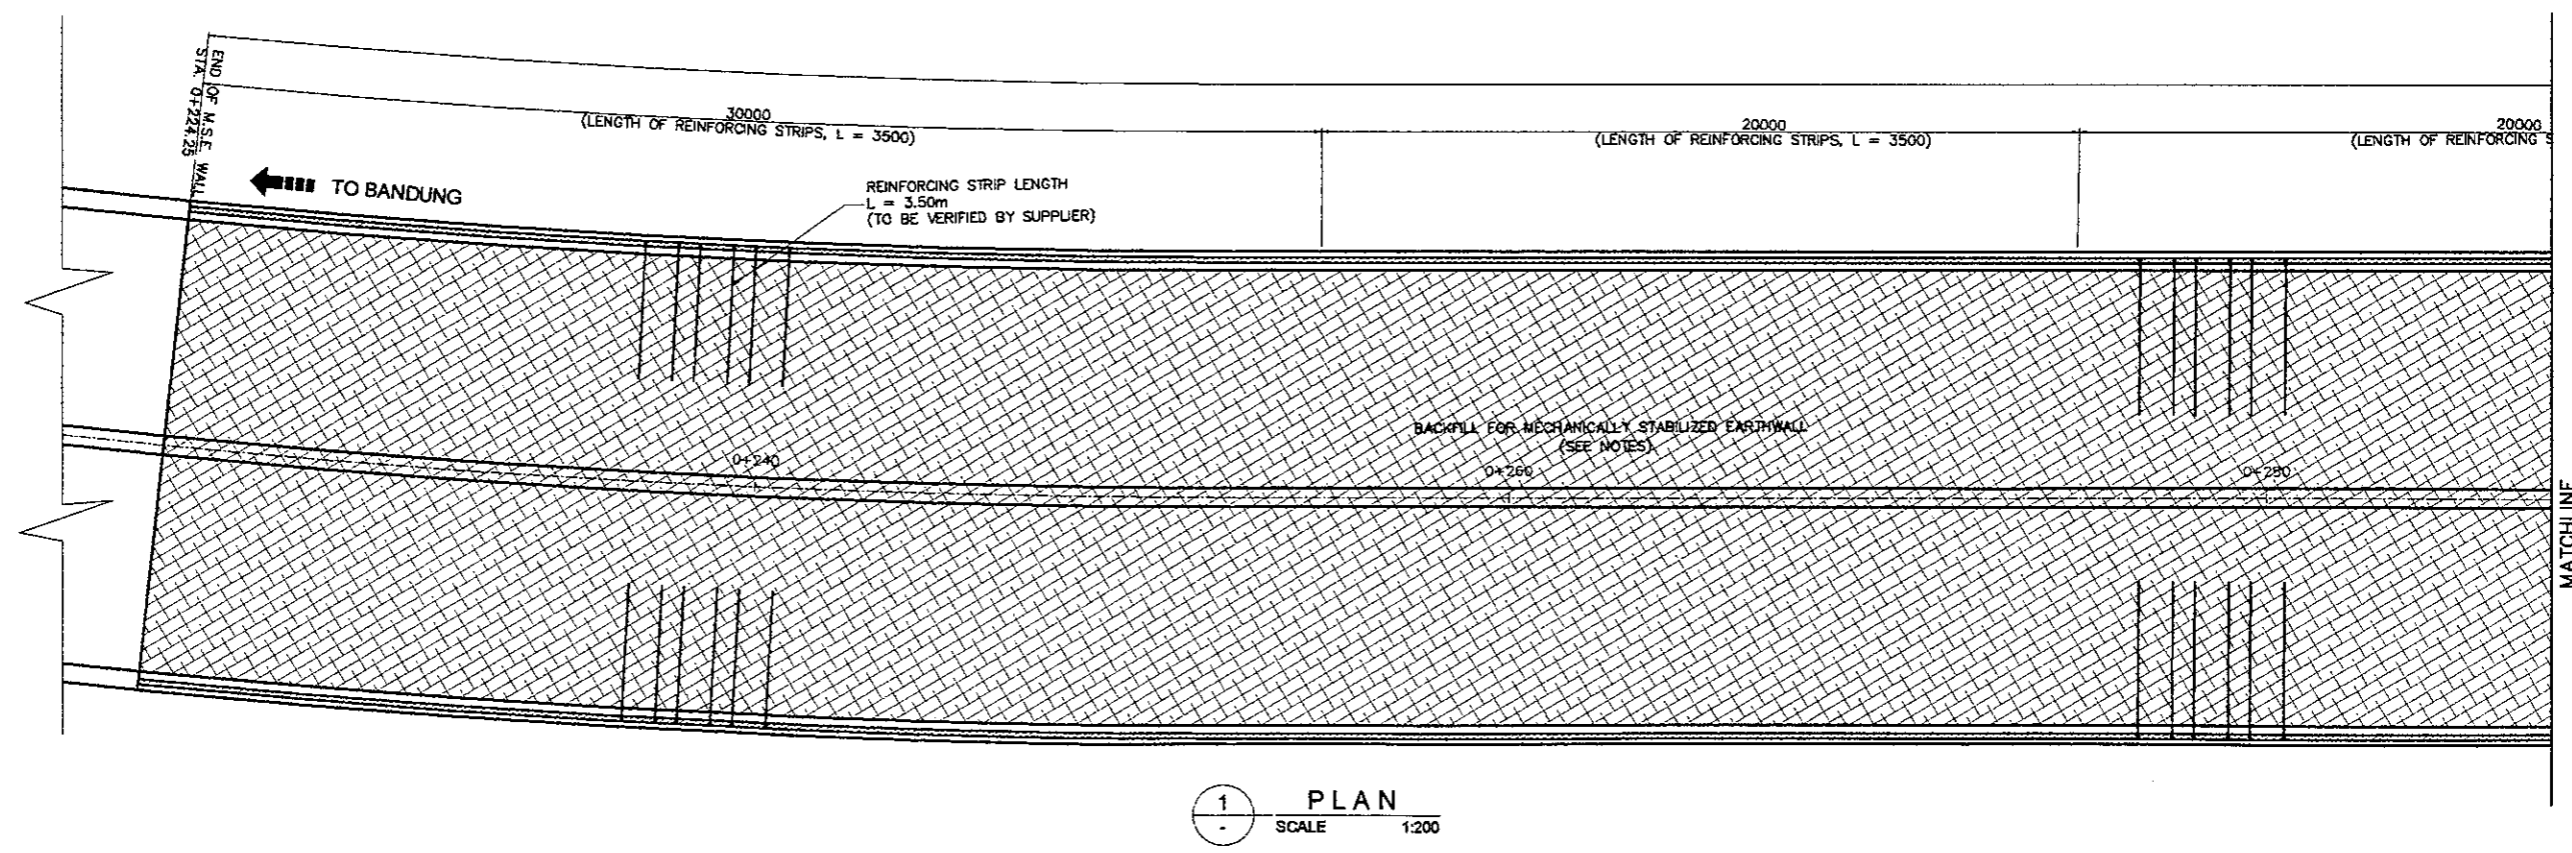 END OF M.S.E. WALL
STA. 0+224.25
30000
(LENGTH OF REINFORCING STRIPS, L = 3500)
20000
(LENGTH OF REINFORCING STRIPS, L = 3500)
20000
(LENGTH OF REINFORCING S
TO BANDUNG
REINFORCING STRIP LENGTH
L = 3.50m
(TO BE VERIFIED BY SUPPLIER)
BACKFILL FOR MECHANICALLY STABILIZED EARTHWALL
(SEE NOTES)
0+240
0+260
0+280
MATCHLINE
1
-
PLAN
SCALE 1:200